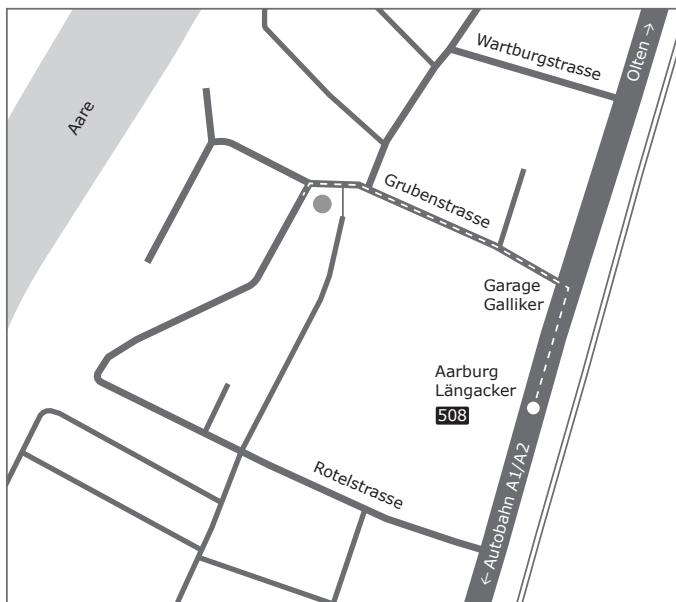 Wartburgstrasse
Olten →
Aare
Grubenstrasse
Garage
Galliker
Aarburg
Längacker
508
Rotelstrasse
← Autobahn A1/A2